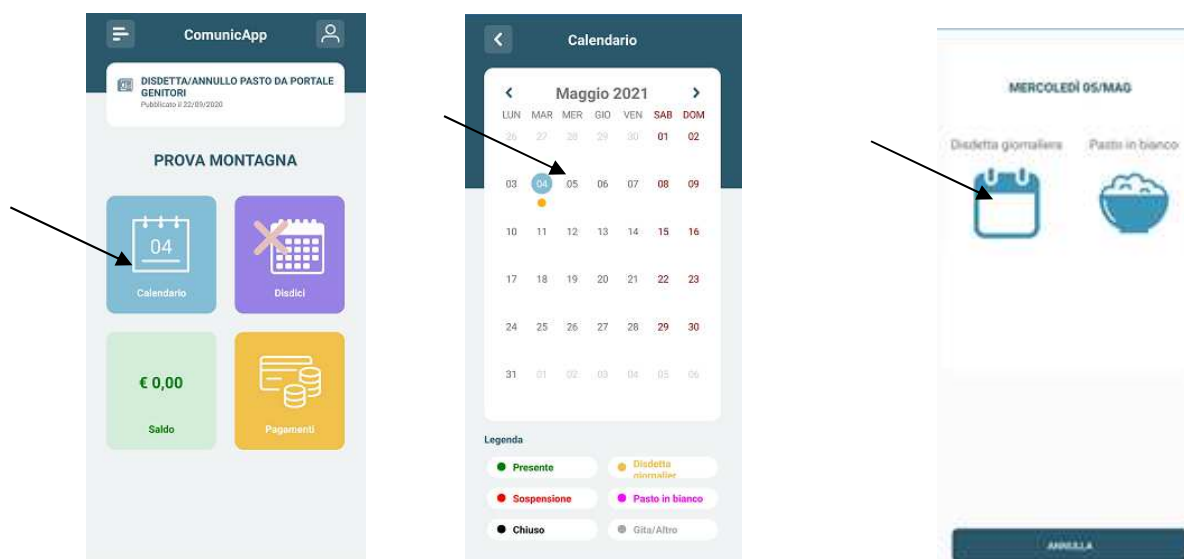 ComunicApp
DISDETTA/ANNULLO PASTO DA PORTALE
GENITORI
Pubblicato il 22/09/2020
PROVA MONTAGNA
04
Calendario
Disdici
€ 0,00
Saldo
Pagamenti
Calendario
Maggio 2021
LUN MAR MER GIO VEN SAB DOM
26 27 28 29 30 01 02
03 04 05 06 07 08 09
10 11 12 13 14 15 16
17 18 19 20 21 22 23
24 25 26 27 28 29 30
31 01 02 03 04 05 06
Legenda
Presente
Disdetta
giornalier
Sospensione
Pasto in bianco
Chiuso
Gita/Altro
MERCOLEDÌ 05/MAG
Disdetta giornaliera Pasto in bianco
ANNULLA